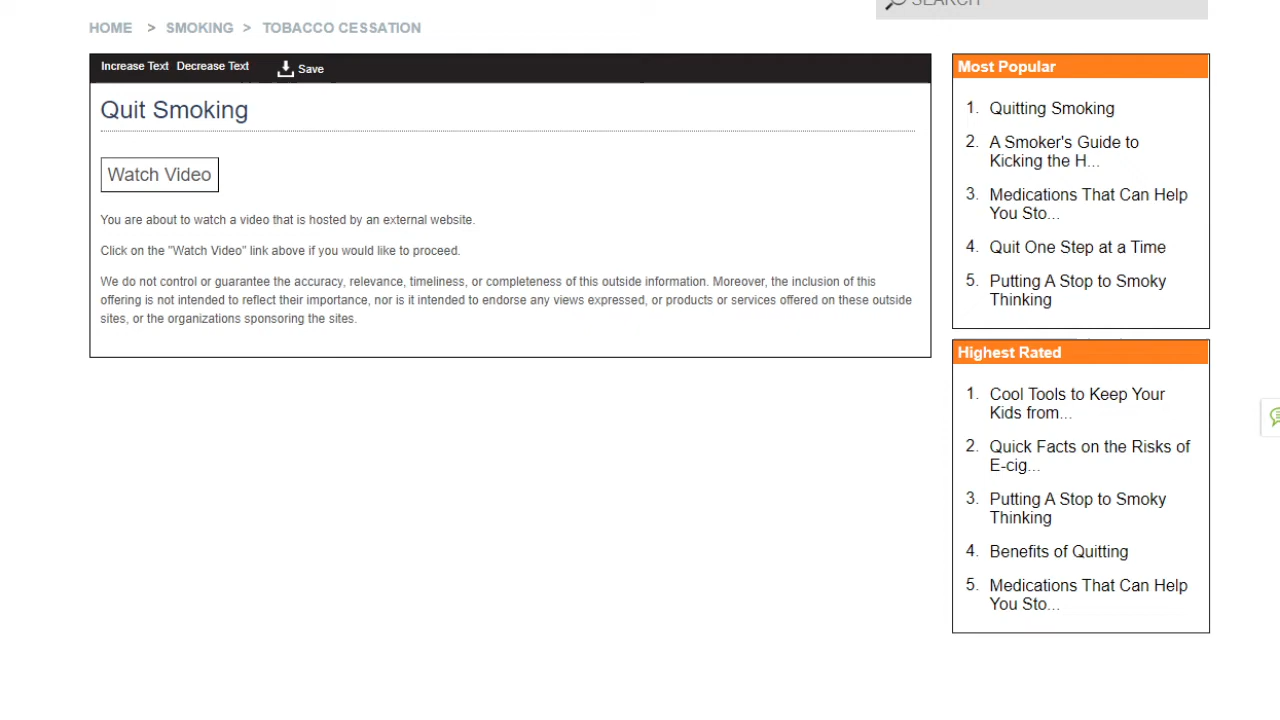 SEARCH
HOME > SMOKING > TOBACCO CESSATION
Increase Text Decrease Text Save
Quit Smoking
Watch Video
You are about to watch a video that is hosted by an external website.
Click on the "Watch Video" link above if you would like to proceed.
We do not control or guarantee the accuracy, relevance, timeliness, or completeness of this outside information. Moreover, the inclusion of this
offering is not intended to reflect their importance, nor is it intended to endorse any views expressed, or products or services offered on these outside
sites, or the organizations sponsoring the sites.
Most Popular
1. Quitting Smoking
2. A Smoker's Guide to
Kicking the H...
3. Medications That Can Help
You Sto...
4. Quit One Step at a Time
5. Putting A Stop to Smoky
Thinking
Highest Rated
1. Cool Tools to Keep Your
Kids from...
2. Quick Facts on the Risks of
E-cig...
3. Putting A Stop to Smoky
Thinking
4. Benefits of Quitting
5. Medications That Can Help
You Sto...